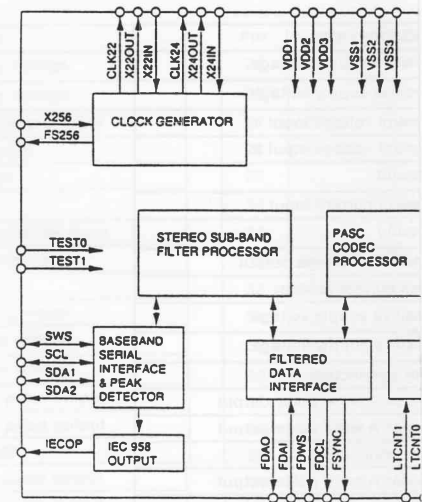 CLK22
X22OUT
X22IN
CLK24
X24OUT
X24IN
VDD1
VDD2
VDD3
VSS1
VSS2
VSS3
X256
FS256
CLOCK GENERATOR
TEST0
TEST1
STEREO SUB-BAND
FILTER PROCESSOR
PASC
CODEC
PROCESSOR
SWS
SCL
SDA1
SDA2
BASEBAND
SERIAL
INTERFACE
& PEAK
DETECTOR
FILTERED
DATA
INTERFACE
IECOP
IEC 958
OUTPUT
FDAO
FDAI
FDWS
FDCL
FSYNC
LTCNT1
LTCNT0